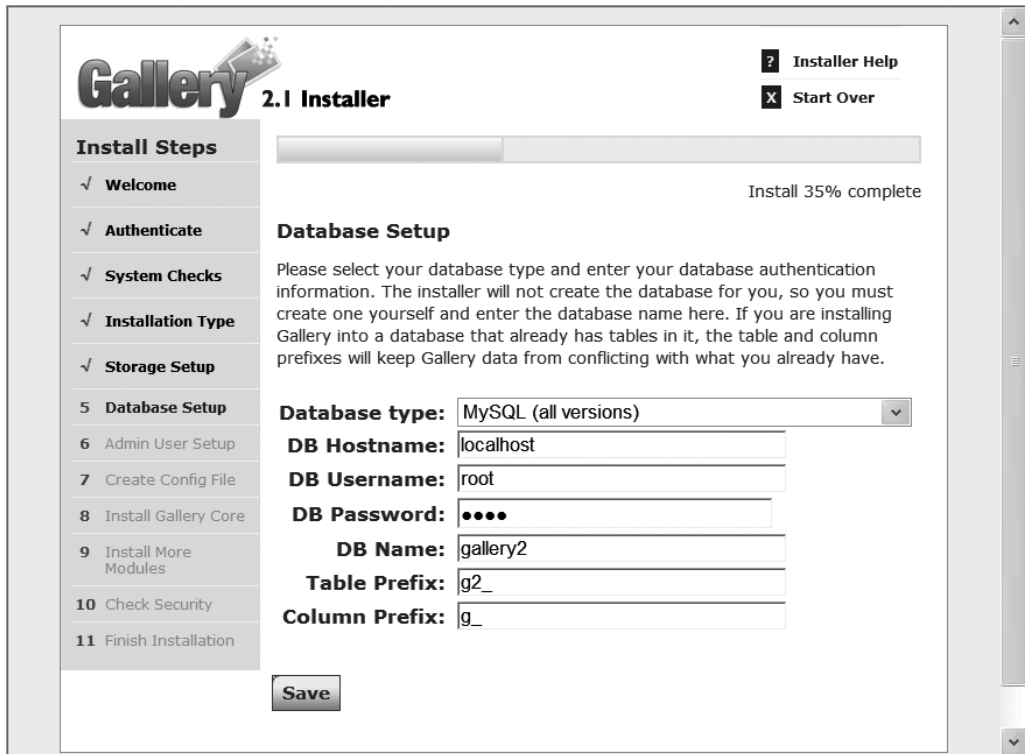 Gallery
2.1 Installer
? Installer Help
X Start Over
Install Steps
√ Welcome
√ Authenticate
√ System Checks
√ Installation Type
√ Storage Setup
5 Database Setup
6 Admin User Setup
7 Create Config File
8 Install Gallery Core
9 Install More
Modules
10 Check Security
11 Finish Installation
Install 35% complete
Database Setup
Please select your database type and enter your database authentication
information. The installer will not create the database for you, so you must
create one yourself and enter the database name here. If you are installing
Gallery into a database that already has tables in it, the table and column
prefixes will keep Gallery data from conflicting with what you already have.
Database type: MySQL (all versions)
DB Hostname: localhost
DB Username: root
DB Password: ●●●●
DB Name: gallery2
Table Prefix: g2_
Column Prefix: g_
Save